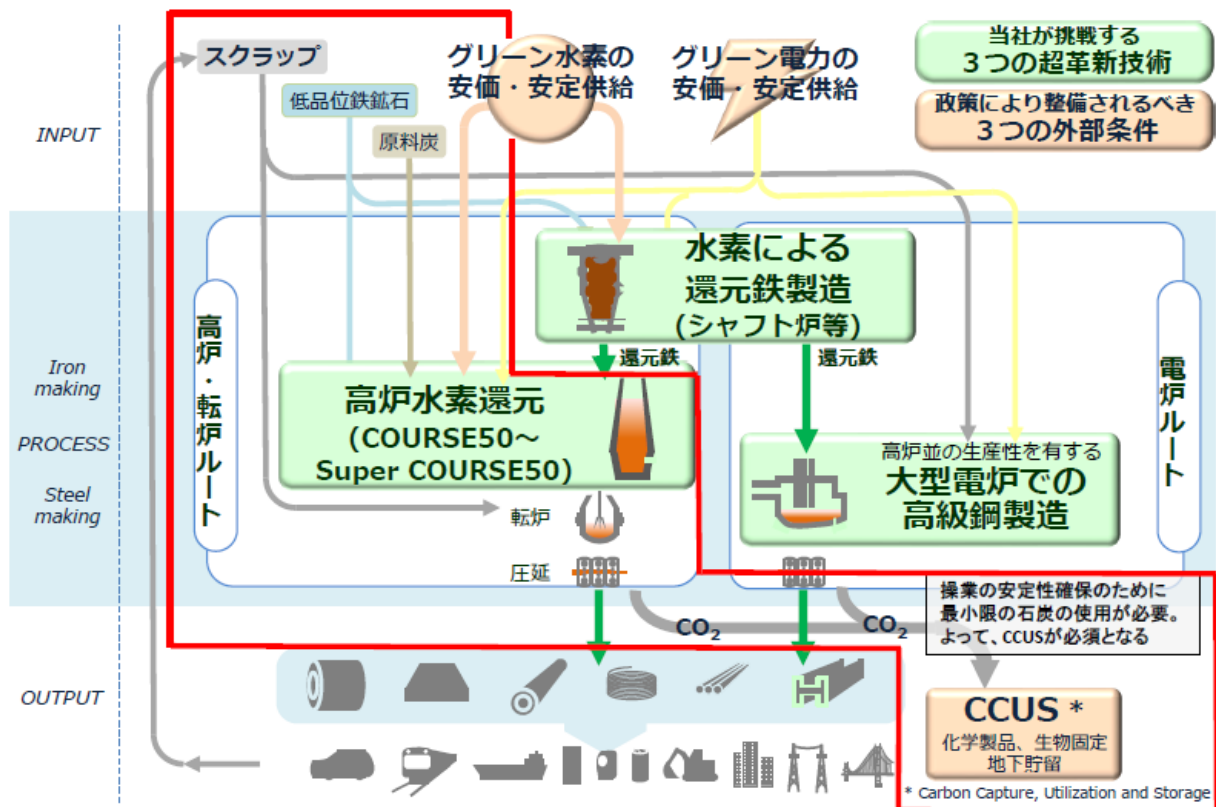 スクラップ
グリーン水素の
安価・安定供給
グリーン電力の
安価・安定供給
当社が挑戦する
3つの超革新技術
政策により整備されるべき
3つの外部条件
低品位鉄鉱石
原料炭
INPUT
水素による
還元鉄製造
(シャフト炉等)
還元鉄
還元鉄
高炉・転炉ルート
電炉ルート
Iron
making
PROCESS
Steel
making
高炉水素還元
(COURSE50～
Super COURSE50)
高炉並の生産性を有する
大型電炉での
高級鋼製造
転炉
圧延
CO2
CO2
操業の安定性確保のために
最小限の石炭の使用が必要。
よって、CCUSが必須となる
OUTPUT
CCUS *
化学製品、生物固定
地下貯留
* Carbon Capture, Utilization and Storage